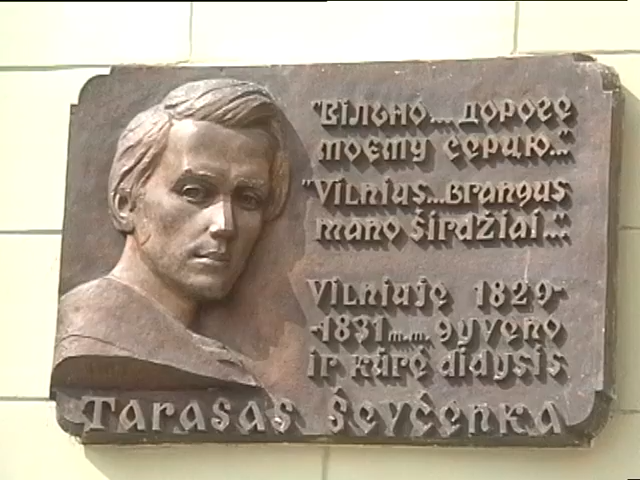 "Вільно... дороге
моєму серцю..."
"Vilnius... brangus
mano širdžiai..."
Vilniuje 1829-
-1831 m.m. gyveno
ir kūrė didysis
Tarasas Ševčenka